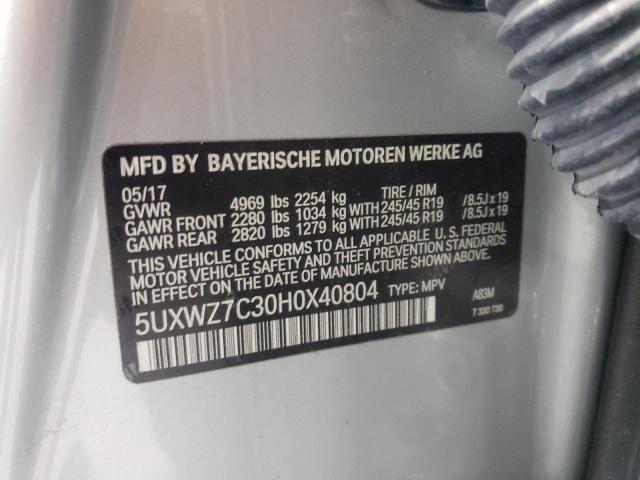 MFD BY BAYERISCHE MOTOREN WERKE AG
05/17 TIRE / RIM
GVWR 4969 lbs 2254 kg
GAWR FRONT 2280 lbs 1034 kg WITH 245/45 R19 /8.5J x 19
GAWR REAR 2820 lbs 1279 kg WITH 245/45 R19 /8.5J x 19
THIS VEHICLE CONFORMS TO ALL APPLICABLE U. S. FEDERAL
MOTOR VEHICLE SAFETY AND THEFT PREVENTION STANDARDS
IN EFFECT ON THE DATE OF MANUFACTURE SHOWN ABOVE.
5UXWZ7C30H0X40804 TYPE: MPV A83M
7 320 730